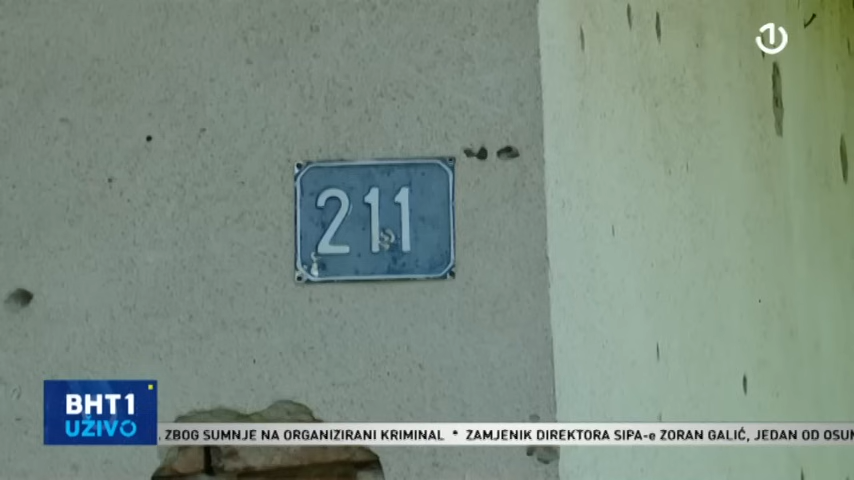 211
BHT1
UŽIVO
. ZBOG SUMNJE NA ORGANIZIRANI KRIMINAL * ZAMJENIK DIREKTORA SIPA-e ZORAN GALIĆ, JEDAN OD